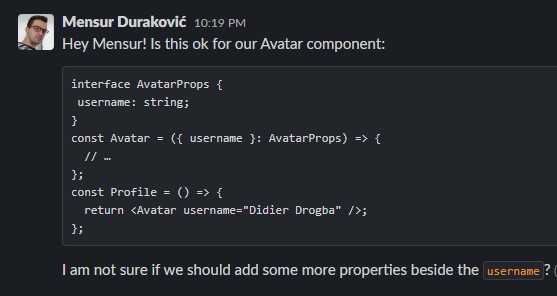 Mensur Duraković 10:19 PM
Hey Mensur! Is this ok for our Avatar component:
interface AvatarProps {
 username: string;
}
const Avatar = ({ username }: AvatarProps) => {
  // …
};
const Profile = () => {
  return <Avatar username="Didier Drogba" />;
};
I am not sure if we should add some more properties beside the username? (